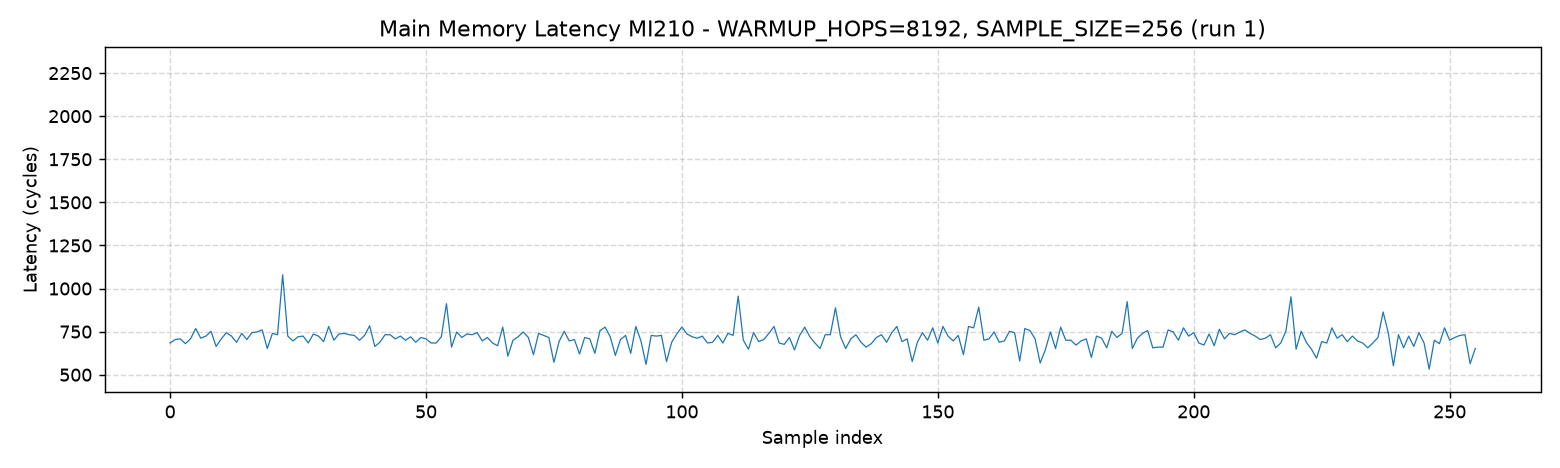 Main Memory Latency MI210 - WARMUP_HOPS=8192, SAMPLE_SIZE=256 (run 1)
Latency (cycles)
2250
2000
1750
1500
1250
1000
750
500
0 50 100 150 200 250
Sample index